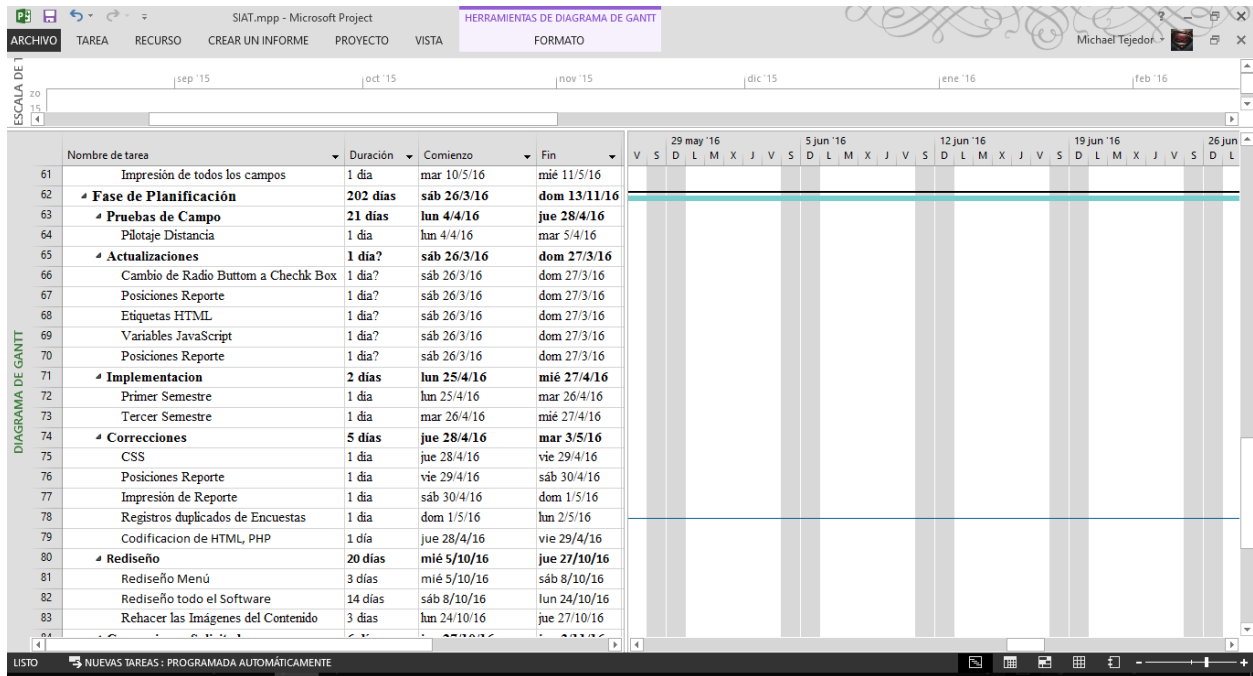 SIAT.mpp - Microsoft Project
HERRAMIENTAS DE DIAGRAMA DE GANTT
?
ARCHIVO TAREA RECURSO CREAR UN INFORME PROYECTO VISTA FORMATO Michael Tejedor
sep '15 oct '15 nov '15 dic '15 ene '16 feb '16
ESCALA DE T
zo
15
29 may '16 5 jun '16 12 jun '16 19 jun '16 26 jun
Nombre de tarea Duración Comienzo Fin V S D L M X J V S D L M X J V S D L M X J V S D L M X J V S D L
61 Impresión de todos los campos 1 dia mar 10/5/16 mié 11/5/16
62 Fase de Planificación 202 dias sáb 26/3/16 dom 13/11/16
63 Pruebas de Campo 21 días lun 4/4/16 jue 28/4/16
64 Pilotaje Distancia 1 dia lun 4/4/16 mar 5/4/16
65 Actualizaciones 1 día? sáb 26/3/16 dom 27/3/16
66 Cambio de Radio Buttom a Chechk Box 1 dia? sáb 26/3/16 dom 27/3/16
67 Posiciones Reporte 1 dia? sáb 26/3/16 dom 27/3/16
68 Etiquetas HTML 1 dia? sáb 26/3/16 dom 27/3/16
69 Variables JavaScript 1 dia? sáb 26/3/16 dom 27/3/16
70 Posiciones Reporte 1 dia? sáb 26/3/16 dom 27/3/16
71 Implementacion 2 días lun 25/4/16 mié 27/4/16
72 Primer Semestre 1 dia lun 25/4/16 mar 26/4/16
73 Tercer Semestre 1 dia mar 26/4/16 mié 27/4/16
74 Correcciones 5 días jue 28/4/16 mar 3/5/16
75 CSS 1 dia jue 28/4/16 vie 29/4/16
76 Posiciones Reporte 1 dia vie 29/4/16 sáb 30/4/16
77 Impresión de Reporte 1 dia sáb 30/4/16 dom 1/5/16
78 Registros duplicados de Encuestas 1 dia dom 1/5/16 lun 2/5/16
79 Codificacion de HTML, PHP 1 día jue 28/4/16 vie 29/4/16
80 Rediseño 20 días mié 5/10/16 jue 27/10/16
81 Rediseño Menú 3 días mié 5/10/16 sáb 8/10/16
82 Rediseño todo el Software 14 días sáb 8/10/16 lun 24/10/16
83 Rehacer las Imágenes del Contenido 3 dias lun 24/10/16 jue 27/10/16
DIAGRAMA DE GANTT
LISTO NUEVAS TAREAS : PROGRAMADA AUTOMÁTICAMENTE